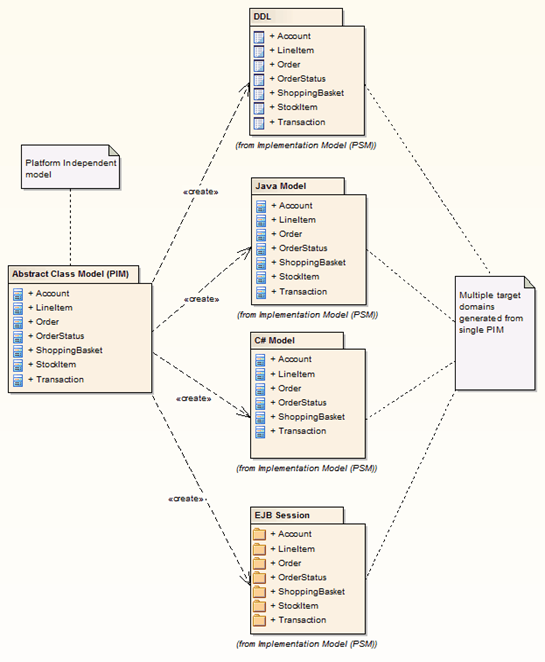 DDL
+ Account
+ LineItem
+ Order
+ OrderStatus
+ ShoppingBasket
+ StockItem
+ Transaction
(from Implementation Model (PSM))
Platform Independent
model
«create»
Java Model
+ Account
+ LineItem
+ Order
+ OrderStatus
+ ShoppingBasket
+ StockItem
+ Transaction
(from Implementation Model (PSM))
«create»
Abstract Class Model (PIM)
+ Account
+ LineItem
+ Order
+ OrderStatus
+ ShoppingBasket
+ StockItem
+ Transaction
Multiple target
domains
generated from
single PIM
C# Model
+ Account
+ LineItem
+ Order
+ OrderStatus
+ ShoppingBasket
+ Transaction
(from Implementation Model (PSM))
«create»
«create»
EJB Session
+ Account
+ LineItem
+ Order
+ OrderStatus
+ ShoppingBasket
+ StockItem
+ Transaction
(from Implementation Model (PSM))